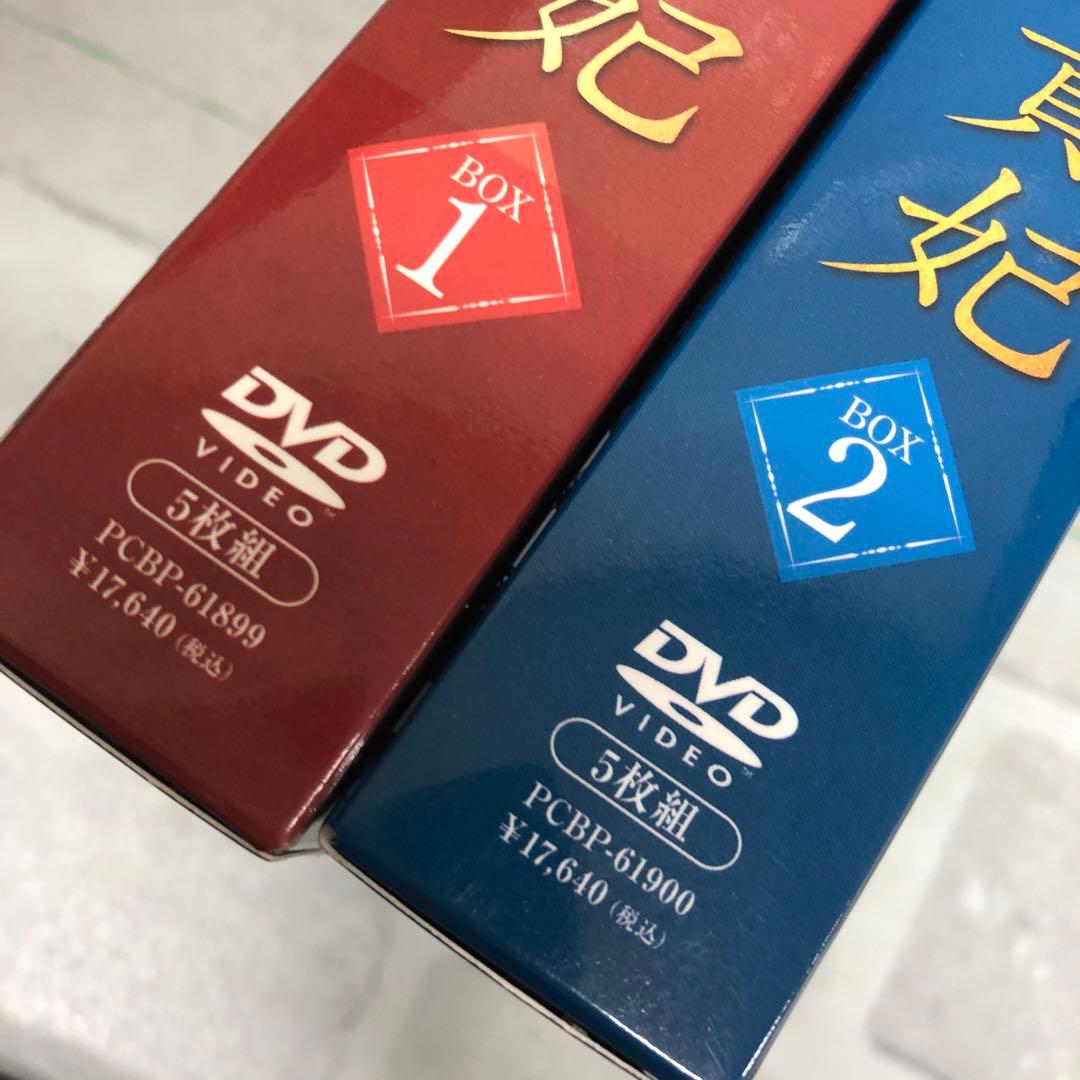 妃
BOX
1
DVD
VIDEO
5枚組
PCBP-61899
¥17,640(税込)
妃
BOX
2
DVD
VIDEO™
5枚組
PCBP-61900
¥17,640(税込)